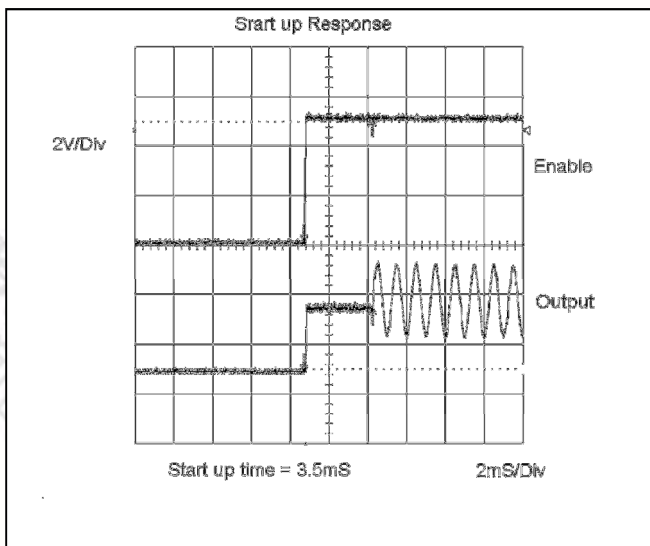 Srart up Response
2V/Div
Enable
Output
Start up time = 3.5mS
2mS/Div